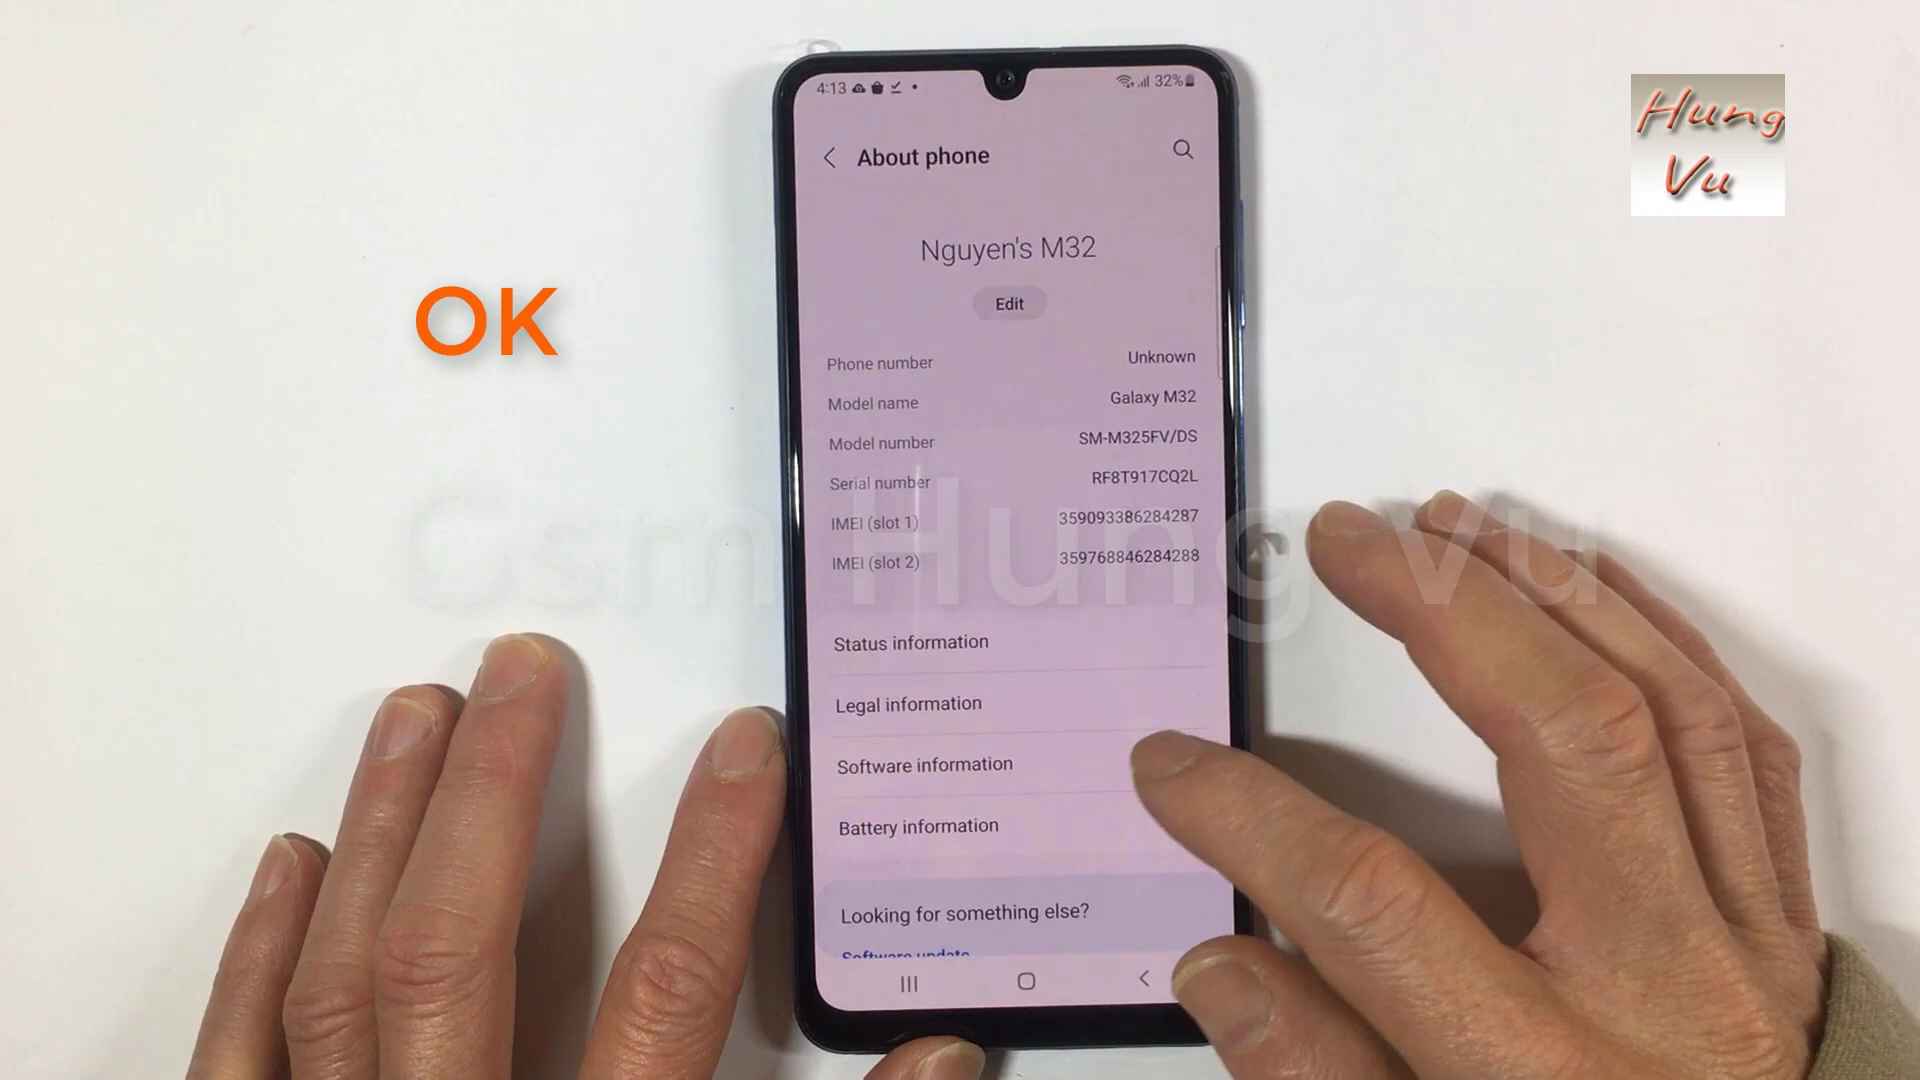 4:13
32%
About phone
Nguyen's M32
Edit
Phone number Unknown
Model name Galaxy M32
Model number SM-M325FV/DS
Serial number RF8T917CQ2L
IMEI (slot 1) 359093386284287
IMEI (slot 2) 359768846284288
Status information
Legal information
Software information
Battery information
Looking for something else?
Software update
OK
Hung
Vu
Gsm Hung Vu